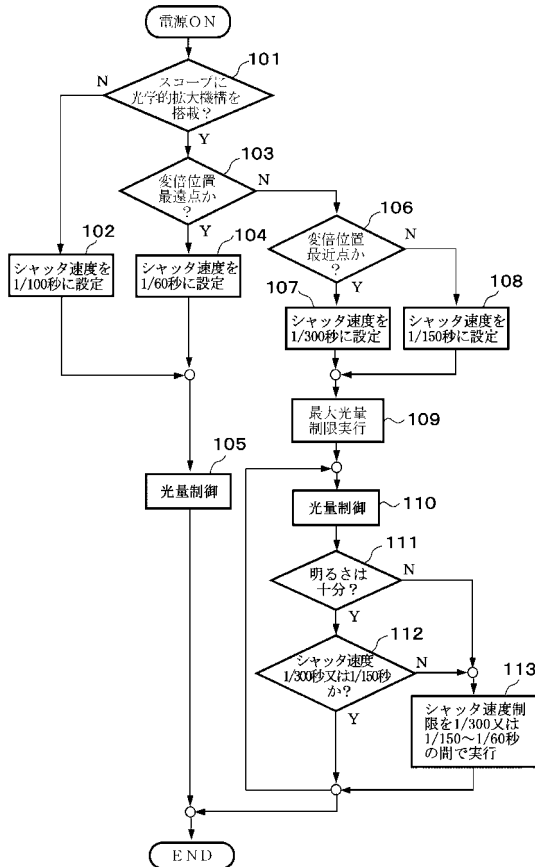 電源ON
101
スコープに
光学的拡大機構を
搭載？
N
Y
103
変倍位置
最遠点か
？
N
Y
102
シャッタ速度を
1/100秒に設定
104
シャッタ速度を
1/60秒に設定
106
変倍位置
最近点か
？
N
Y
107
シャッタ速度を
1/300秒に設定
108
シャッタ速度を
1/150秒に設定
最大光量
制限実行
109
105
光量制御
光量制御
110
111
明るさは
十分？
N
Y
112
シャッタ速度
1/300秒又は1/150秒
か？
N
Y
113
シャッタ速度制
限を1/300又は
1/150～1/60秒
の間で実行
END